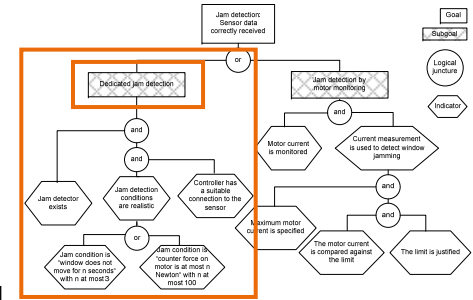 Jam detection:
Sensor data
correctly received
Goal
Subgoal
Logical
juncture
Indicator
or
Dedicated jam detection
Jam detection by
motor monitoring
and
and
and
Motor current
is monitored
Current measurement
is used to detect window
jamming
Jam detector
exists
Jam detection
conditions
are realistic
Controller has
a suitable
connection to the
sensor
and
Maximum motor
current is specified
and
or
Jam condition is
“window does not
move for n seconds”
with n at most 3
Jam condition is
“counter force on
motor is at most n
Newton” with n at
most 100
The motor current
is compared against
the limit
The limit is justified